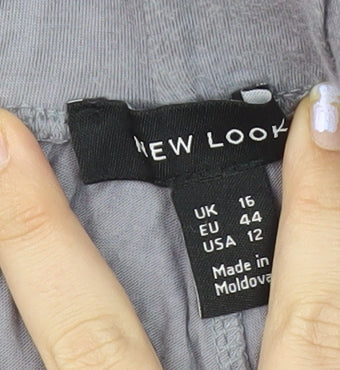 NEW LOOK
UK 16
EU 44
USA 12
Made in
Moldova